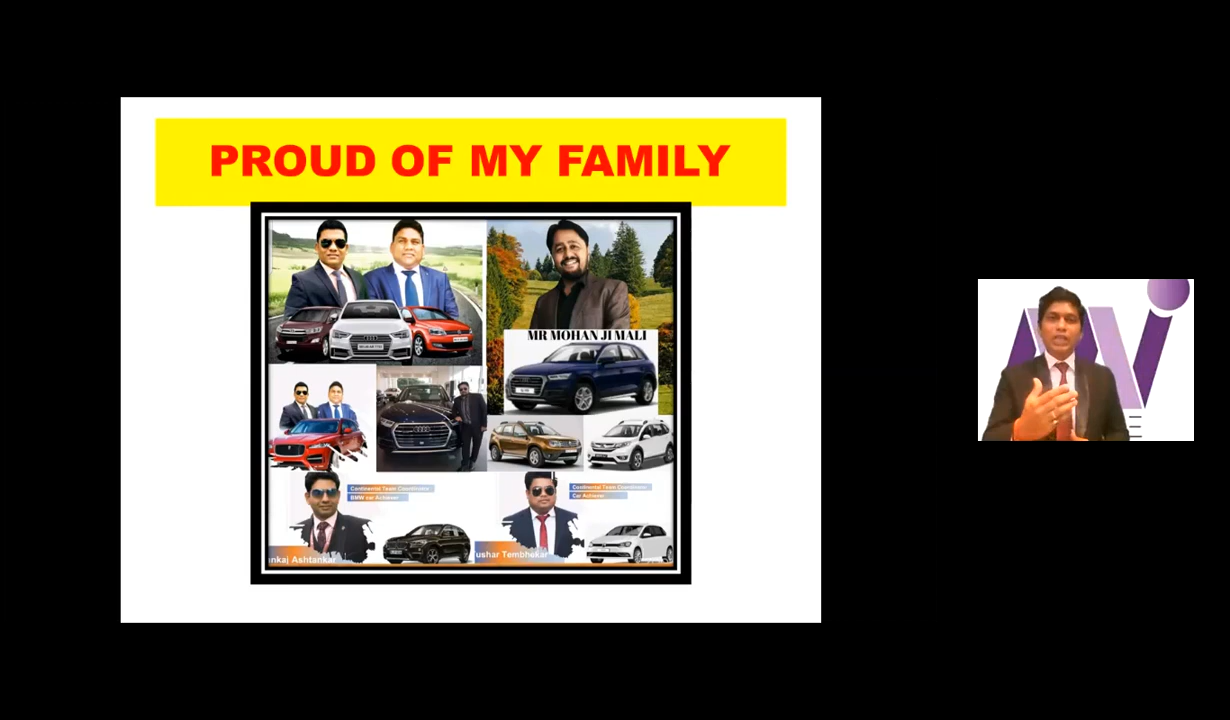 PROUD OF MY FAMILY
MR MOHAN JI MALI
Continental Team Coordinator
BMW car Achiever
Continental Team Coordinator
Car Achiever
nkaj Ashtankar
ushar Tembhekar